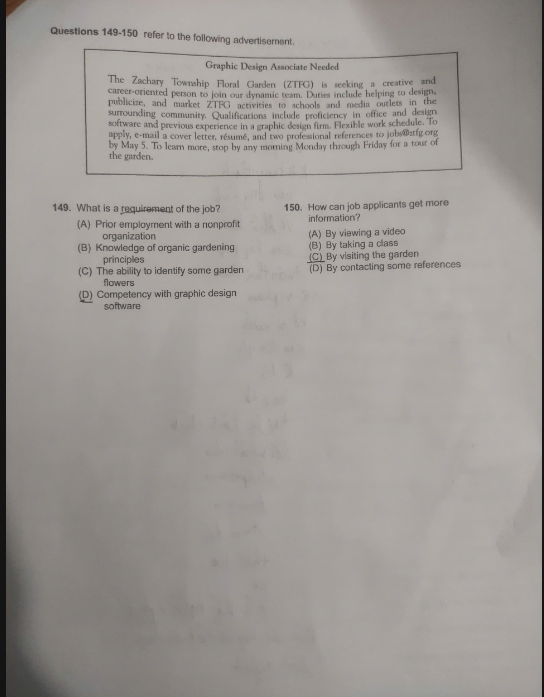 Questions 149-150 refer to the following advertisement.
Graphic Design Associate Needed
The Zachary Township Floral Garden (ZTFG) is seeking a creative and
career-oriented person to join our dynamic team. Duties include helping to design,
publicize, and market ZTFG activities to schools and media outlets in the
surrounding community. Qualifications include proficiency in office and design
software and previous experience in a graphic design firm. Flexible work schedule. To
apply, e-mail a cover letter, résumé, and two professional references to
by May 5. To learn more, stop by any morning Monday through Friday for a tour of
the garden.
149. What is a requirement of the job?
(A) Prior employment with a nonprofit
organization
(B) Knowledge of organic gardening
principles
(C) The ability to identify some garden
flowers
(D) Competency with graphic design
software
150. How can job applicants get more
information?
(A) By viewing a video
(B) By taking a class
(C) By visiting the garden
(D) By contacting some references